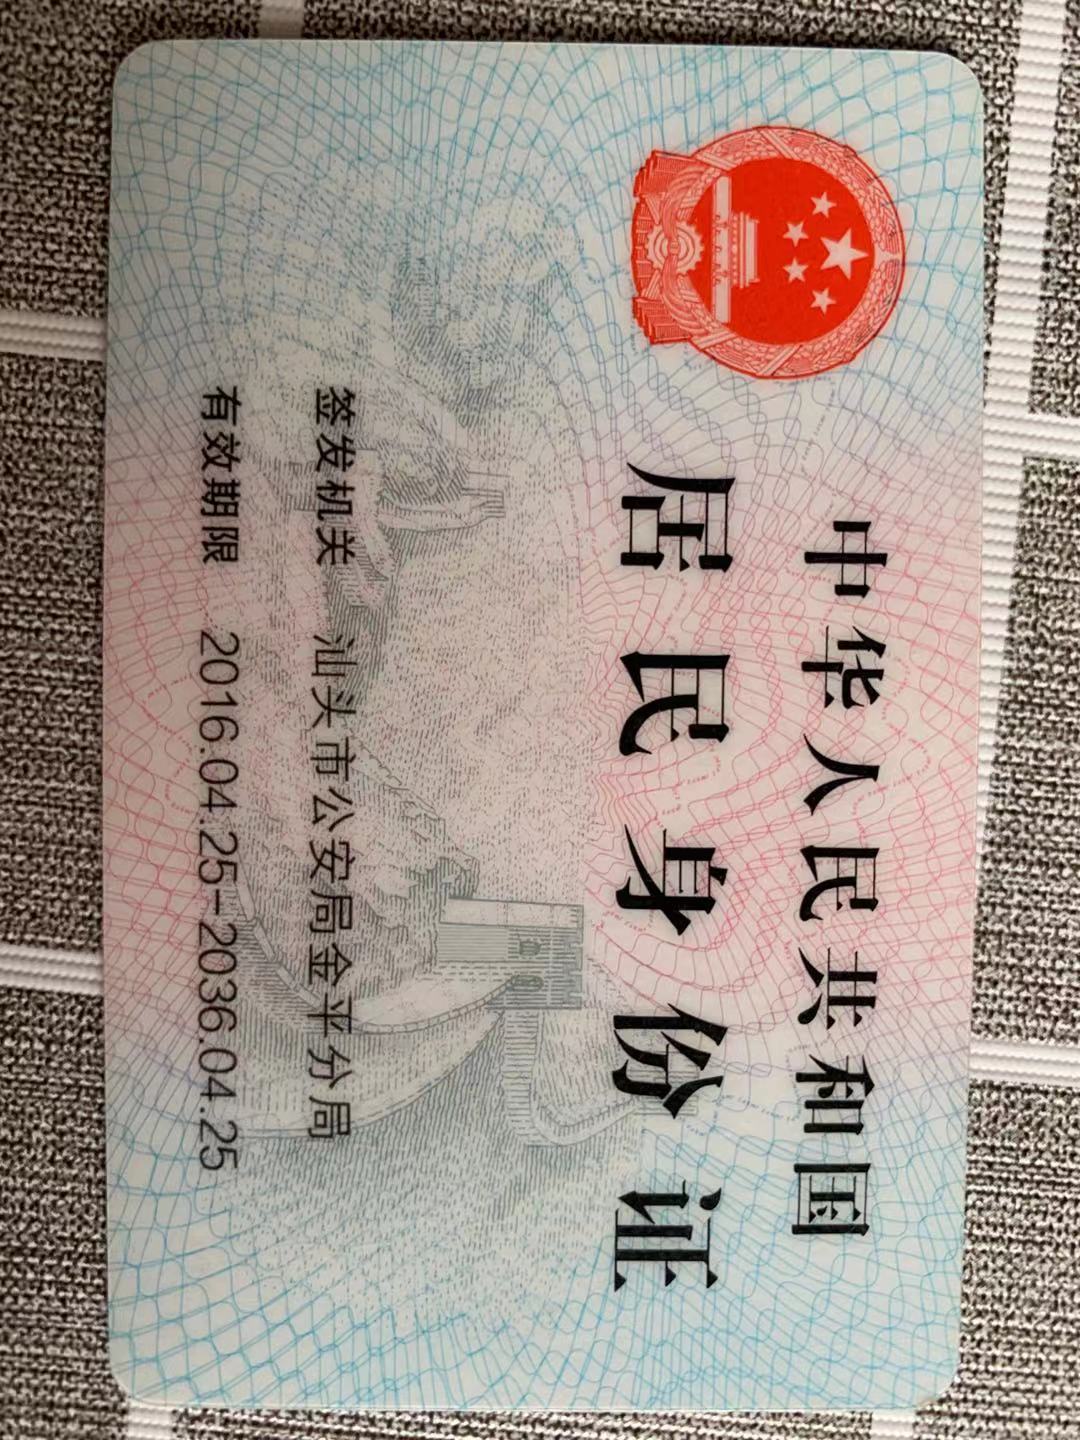 中华人民共和国
居民身份证
签发机关 汕头市公安局金平分局
有效期限 2016.04.25-2036.04.25